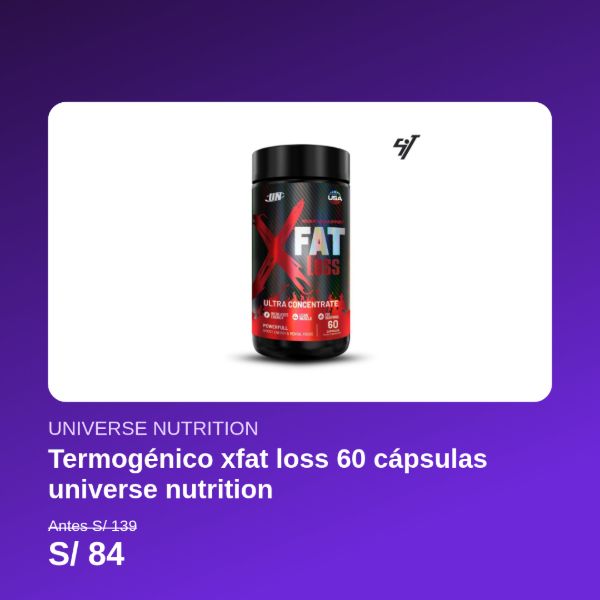 UN
USA
X
FAT
LOSS
ULTRA CONCENTRATE
POWERFULL
60
UNIVERSE NUTRITION
Termogénico xfat loss 60 cápsulas
universe nutrition
Antes S/ 139
S/ 84